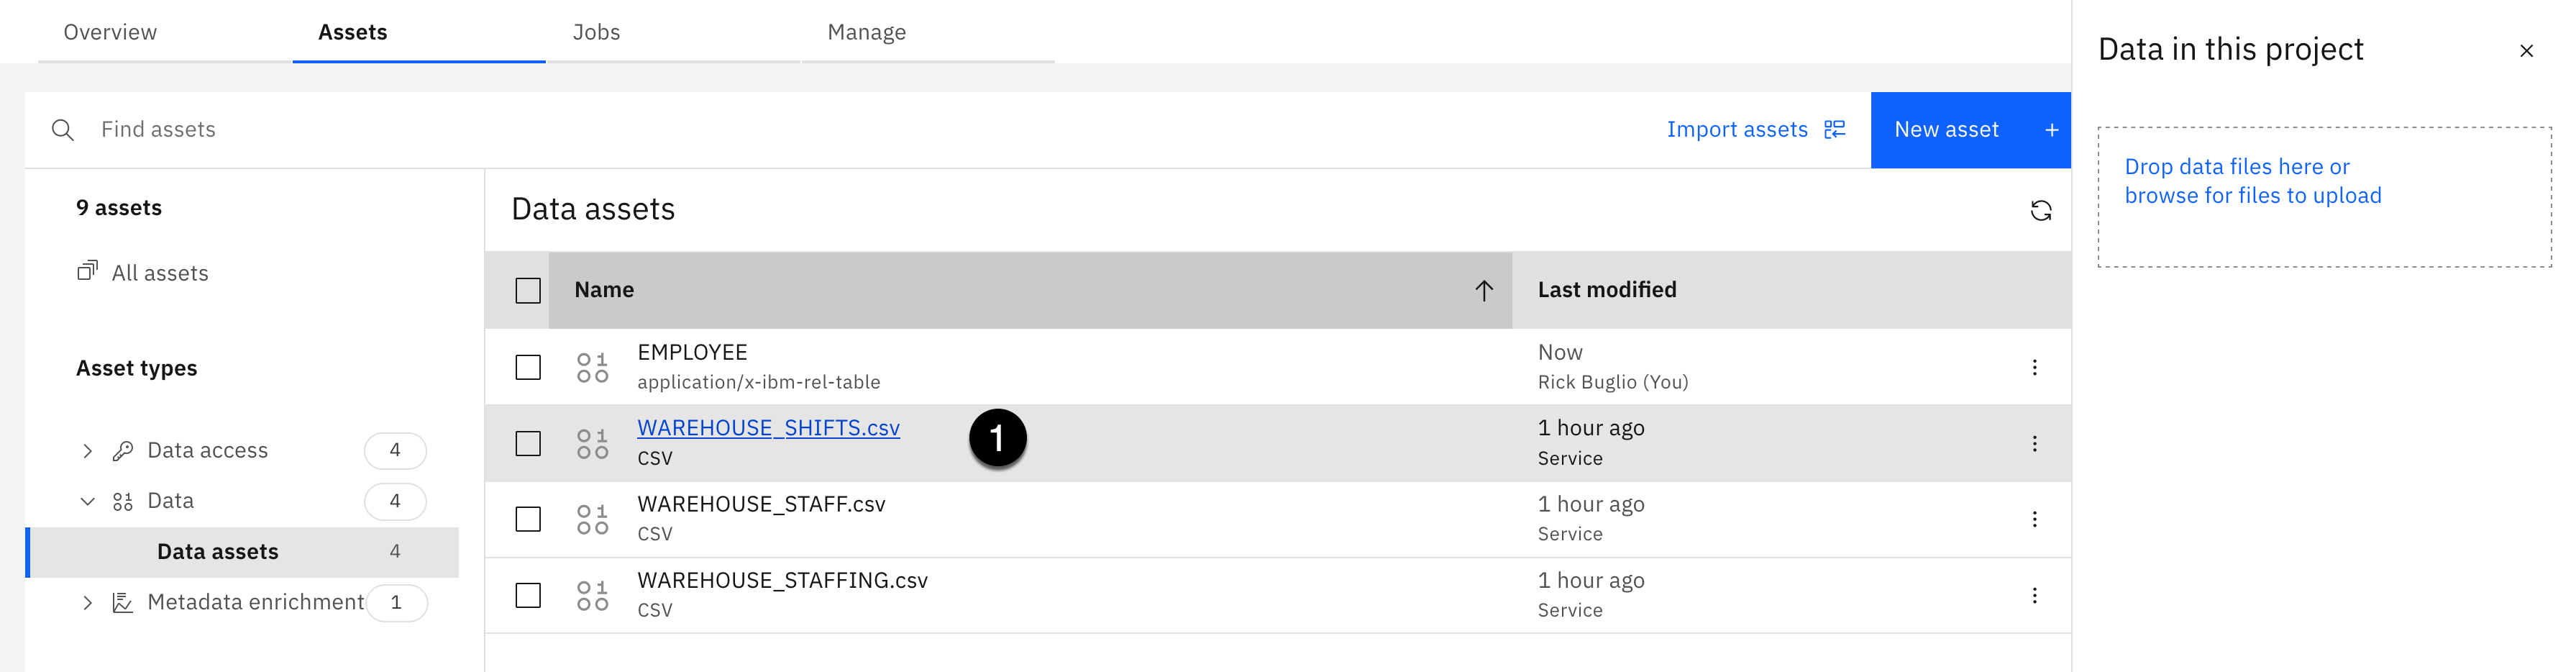 Overview
Assets
Jobs
Manage
Data in this project
Find assets
Import assets
New asset
Drop data files here or
browse for files to upload
9 assets
All assets
Asset types
Data access 4
Data 4
Data assets 4
Metadata enrichment 1
Data assets
Name
Last modified
EMPLOYEE
application/x-ibm-rel-table
Now
Rick Buglio (You)
WAREHOUSE_SHIFTS.csv
CSV
1
1 hour ago
Service
WAREHOUSE_STAFF.csv
CSV
1 hour ago
Service
WAREHOUSE_STAFFING.csv
CSV
1 hour ago
Service